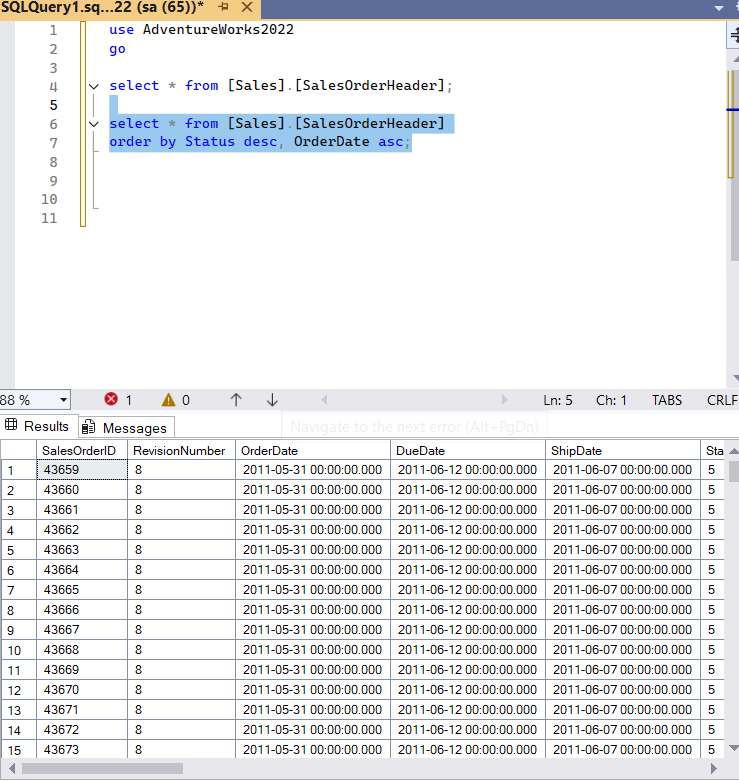 SQLQuery1.sq...22 (sa (65))*
1 use AdventureWorks2022
2 go
3
4 select * from [Sales].[SalesOrderHeader];
5
6 select * from [Sales].[SalesOrderHeader]
7 order by Status desc, OrderDate asc;
8
9
10
11
88 % 1 0 Ln: 5 Ch: 1 TABS CRLF
Results Messages Navigate to the next error (Alt+PgDn)
SalesOrderID RevisionNumber OrderDate DueDate ShipDate Sta
1 43659 8 2011-05-31 00:00:00.000 2011-06-12 00:00:00.000 2011-06-07 00:00:00.000 5
2 43660 8 2011-05-31 00:00:00.000 2011-06-12 00:00:00.000 2011-06-07 00:00:00.000 5
3 43661 8 2011-05-31 00:00:00.000 2011-06-12 00:00:00.000 2011-06-07 00:00:00.000 5
4 43662 8 2011-05-31 00:00:00.000 2011-06-12 00:00:00.000 2011-06-07 00:00:00.000 5
5 43663 8 2011-05-31 00:00:00.000 2011-06-12 00:00:00.000 2011-06-07 00:00:00.000 5
6 43664 8 2011-05-31 00:00:00.000 2011-06-12 00:00:00.000 2011-06-07 00:00:00.000 5
7 43665 8 2011-05-31 00:00:00.000 2011-06-12 00:00:00.000 2011-06-07 00:00:00.000 5
8 43666 8 2011-05-31 00:00:00.000 2011-06-12 00:00:00.000 2011-06-07 00:00:00.000 5
9 43667 8 2011-05-31 00:00:00.000 2011-06-12 00:00:00.000 2011-06-07 00:00:00.000 5
10 43668 8 2011-05-31 00:00:00.000 2011-06-12 00:00:00.000 2011-06-07 00:00:00.000 5
11 43669 8 2011-05-31 00:00:00.000 2011-06-12 00:00:00.000 2011-06-07 00:00:00.000 5
12 43670 8 2011-05-31 00:00:00.000 2011-06-12 00:00:00.000 2011-06-07 00:00:00.000 5
13 43671 8 2011-05-31 00:00:00.000 2011-06-12 00:00:00.000 2011-06-07 00:00:00.000 5
14 43672 8 2011-05-31 00:00:00.000 2011-06-12 00:00:00.000 2011-06-07 00:00:00.000 5
15 43673 8 2011-05-31 00:00:00.000 2011-06-12 00:00:00.000 2011-06-07 00:00:00.000 5